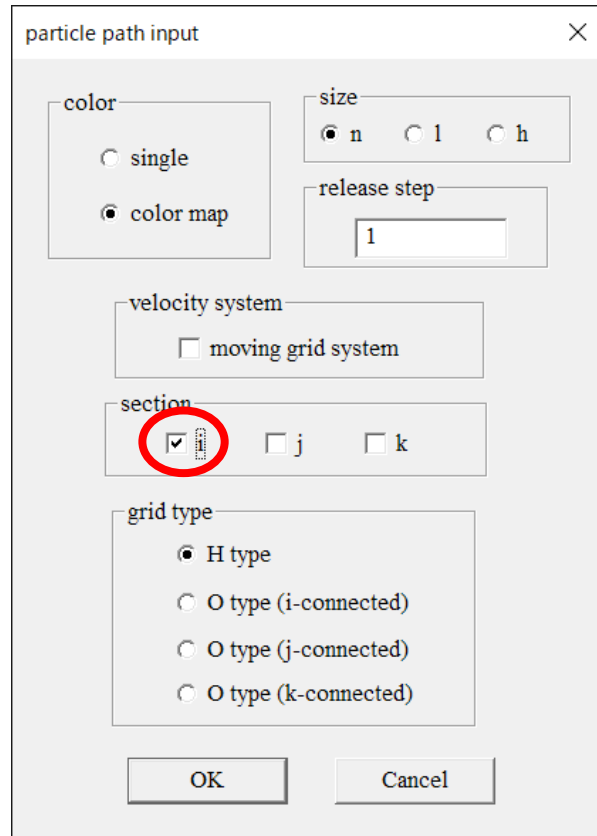 particle path input
color
single
color map
size
n l h
release step
1
velocity system
moving grid system
section
i j k
grid type
H type
O type (i-connected)
O type (j-connected)
O type (k-connected)
OK Cancel